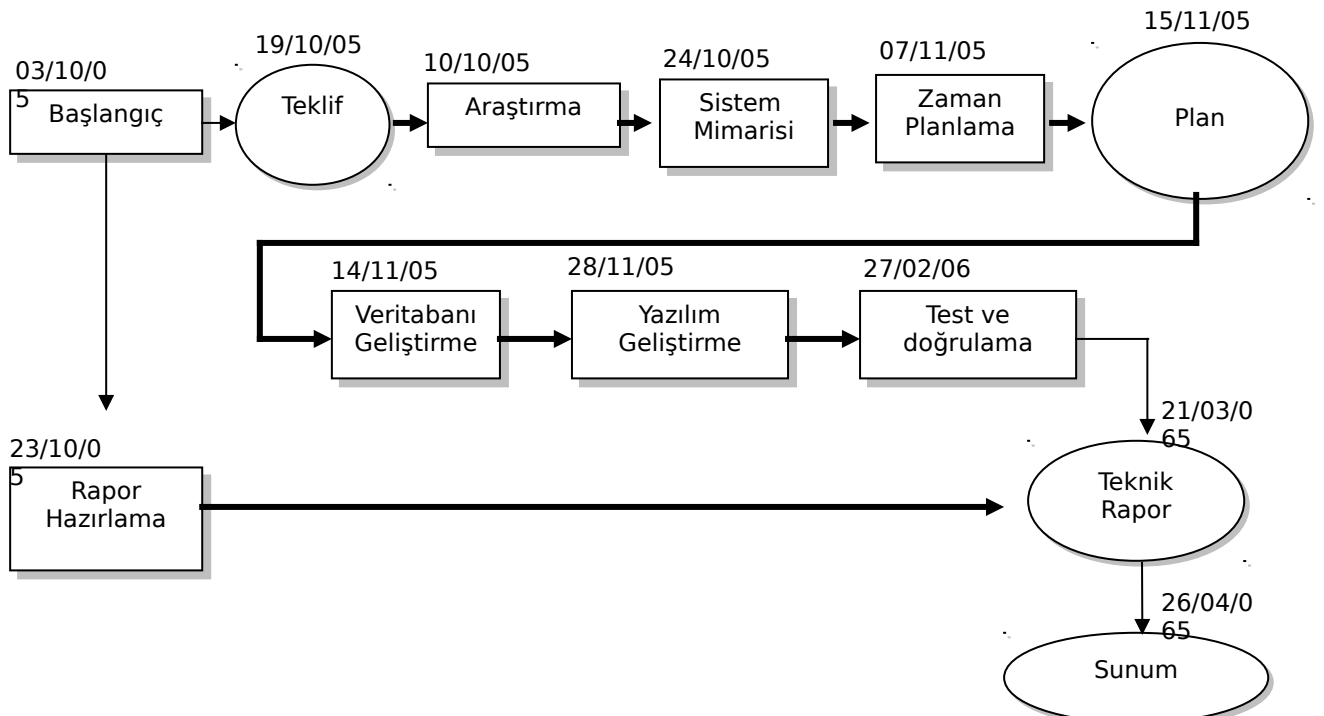 03/10/0
5
Başlangıç
19/10/05
Teklif
10/10/05
Araştırma
24/10/05
Sistem
Mimarisi
07/11/05
Zaman
Planlama
15/11/05
Plan
14/11/05
Veritabanı
Geliştirme
28/11/05
Yazılım
Geliştirme
27/02/06
Test ve
doğrulama
23/10/0
5
Rapor
Hazırlama
21/03/0
65
Teknik
Rapor
26/04/0
65
Sunum